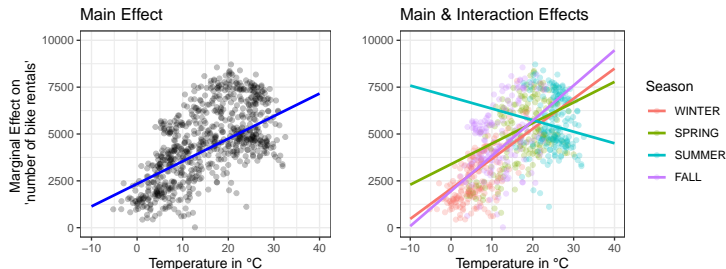 Main Effect
Main & Interaction Effects
Marginal Effect on
'number of bike rentals'
10000
7500
5000
2500
0
−10
0
10
20
30
40
Temperature in °C
10000
7500
5000
2500
0
−10
0
10
20
30
40
Temperature in °C
Season
WINTER
SPRING
SUMMER
FALL